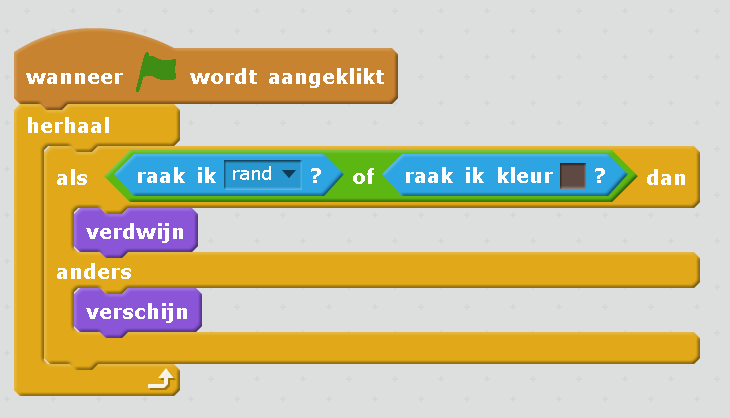 wanneer wordt aangeklikt
herhaal
als raak ik rand ? of raak ik kleur ? dan
verdwijn
anders
verschijn